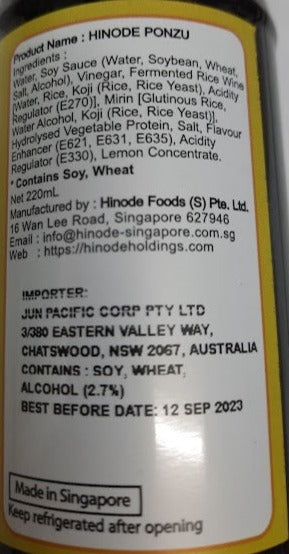 Product Name : HINODE PONZU
Ingredients :
Water, Soy Sauce (Water, Soybean, Wheat,
Salt, Alcohol), Vinegar, Fermented Rice Wine
[Water, Rice, Koji (Rice, Rice Yeast), Acidity
Regulator (E270)], Mirin [Glutinous Rice,
Water Alcohol, Koji (Rice, Rice Yeast)],
Hydrolysed Vegetable Protein, Salt, Flavour
Enhancer (E621, E631, E635), Acidity
Regulator (E330), Lemon Concentrate.
* Contains Soy, Wheat
Net 220mL
Manufactured by : Hinode Foods (S) Pte. Ltd.
16 Wan Lee Road, Singapore 627946
Email : info@hinode-singapore.com.sg
Web : https://hinodeholdings.com
IMPORTER:
JUN PACIFIC CORP PTY LTD
3/380 EASTERN VALLEY WAY,
CHATSWOOD, NSW 2067, AUSTRALIA
CONTAINS : SOY, WHEAT,
ALCOHOL (2.7%)
BEST BEFORE DATE: 12 SEP 2023
Made in Singapore
Keep refrigerated after opening